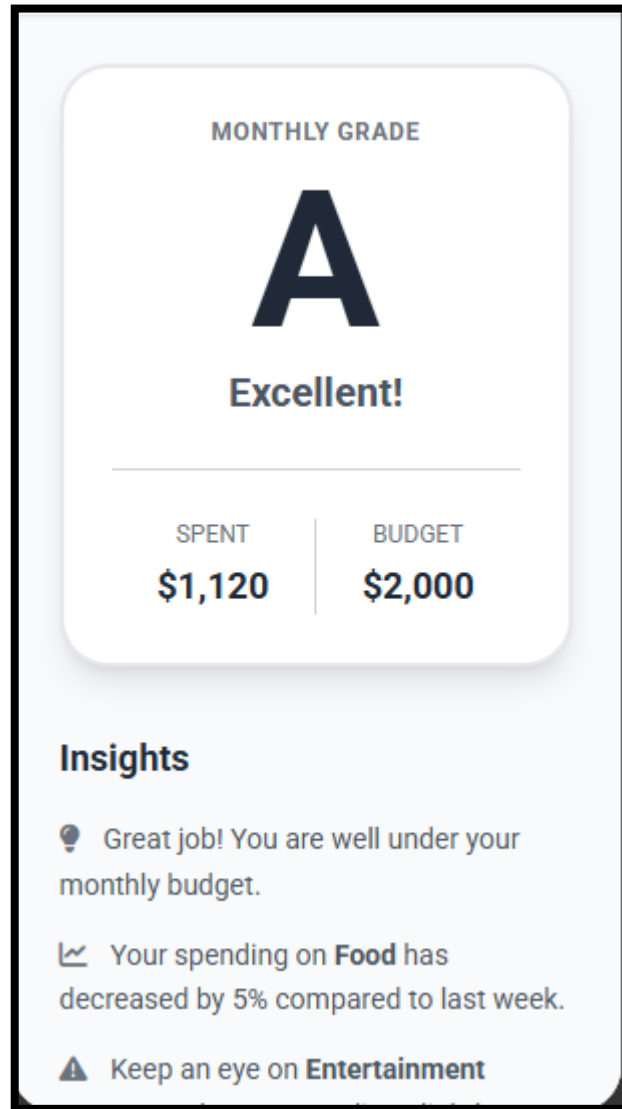 MONTHLY GRADE
A
Excellent!
SPENT
BUDGET
$1,120
$2,000
Insights
Great job! You are well under your
monthly budget.
Your spending on Food has
decreased by 5% compared to last week.
Keep an eye on Entertainment